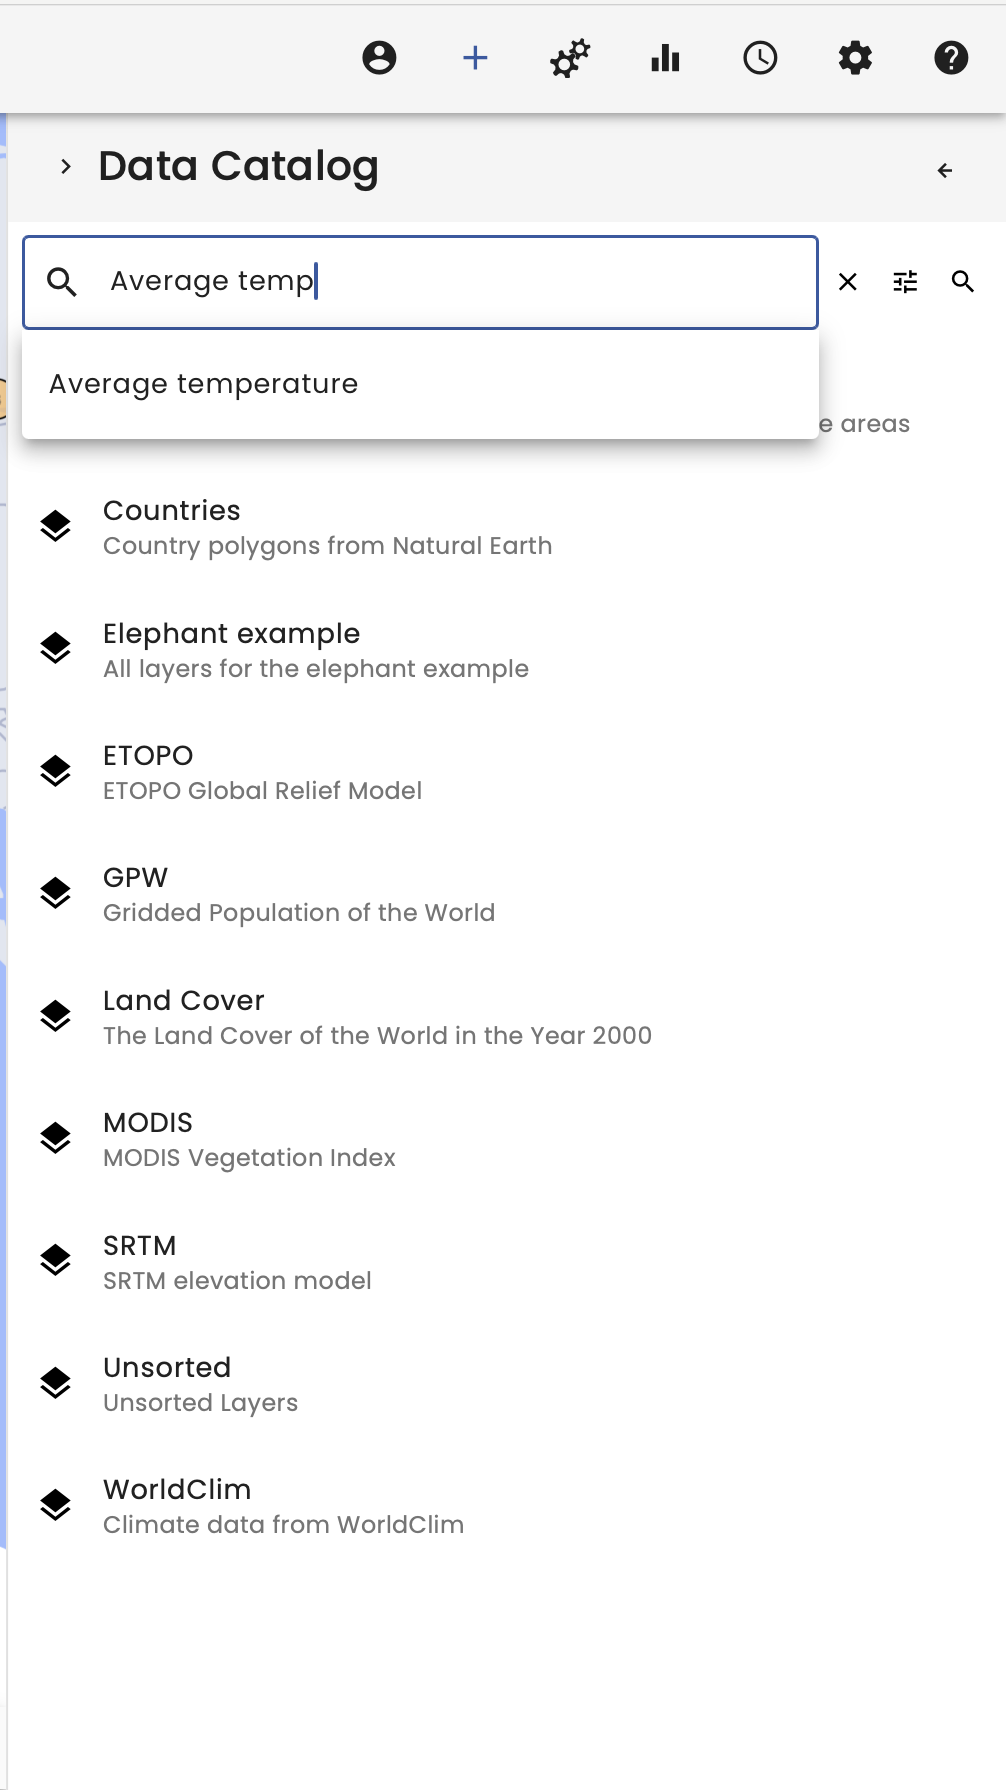 Data Catalog
Average temp
Average temperature
areas
Countries
Country polygons from Natural Earth
Elephant example
All layers for the elephant example
ETOPO
ETOPO Global Relief Model
GPW
Gridded Population of the World
Land Cover
The Land Cover of the World in the Year 2000
MODIS
MODIS Vegetation Index
SRTM
SRTM elevation model
Unsorted
Unsorted Layers
WorldClim
Climate data from WorldClim